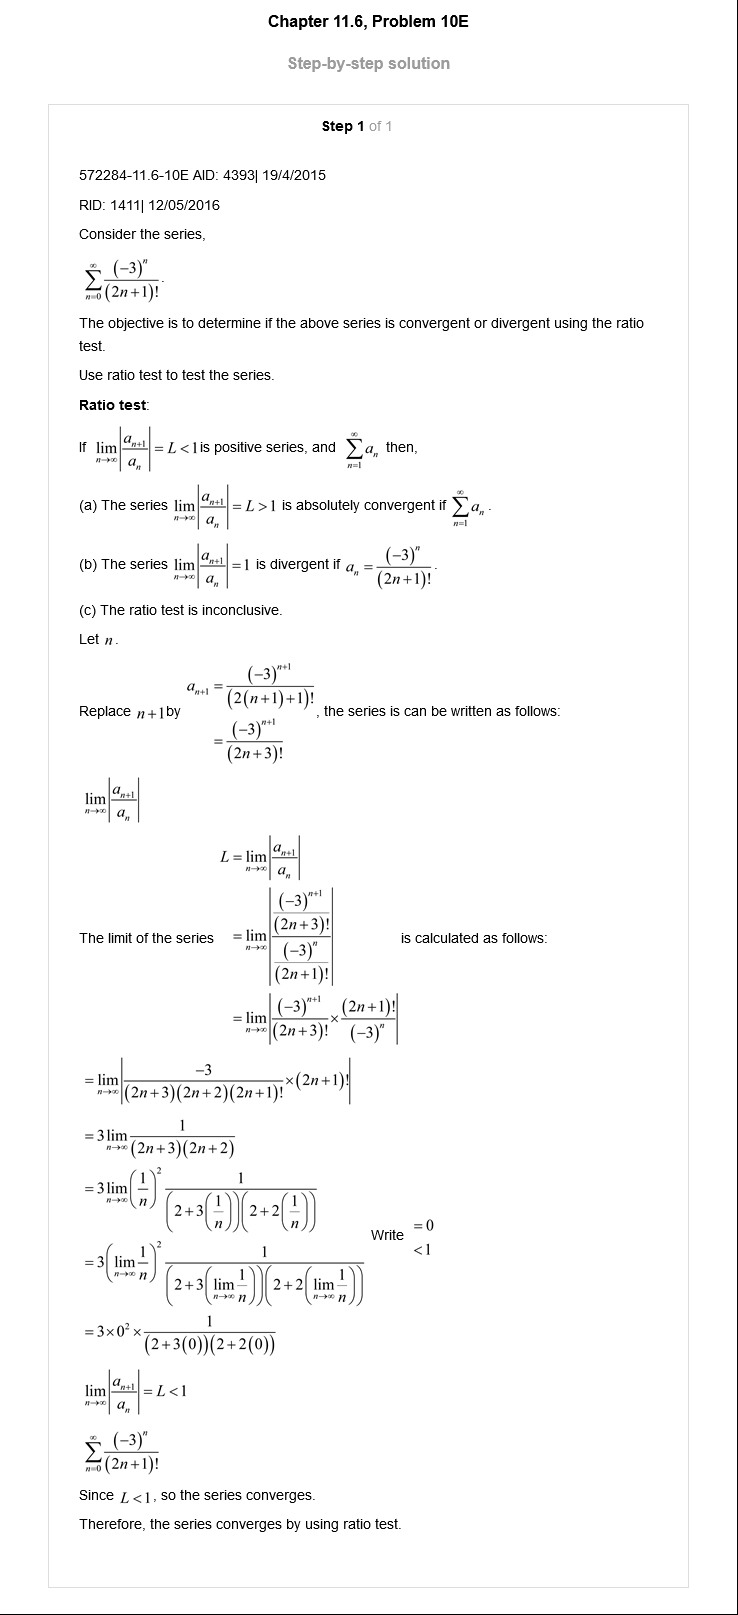 Chapter 11.6, Problem 10E
Step-by-step solution
Step 1 of 1
572284-11.6-10E AID: 4393| 19/4/2015
RID: 1411| 12/05/2016
Consider the series,
$\sum_{n=0}^{\infty}\frac{(-3)^n}{(2n+1)!}$.
The objective is to determine if the above series is convergent or divergent using the ratio
test.
Use ratio test to test the series.
Ratio test:
If $\lim_{n\to\infty}\left|\frac{a_{n+1}}{a_n}\right| = L < 1$ is positive series, and $\sum_{n=1}^{\infty} a_n$ then,
(a) The series $\lim_{n\to\infty}\left|\frac{a_{n+1}}{a_n}\right| = L > 1$ is absolutely convergent if $\sum_{n=1}^{\infty} a_n$.
(b) The series $\lim_{n\to\infty}\left|\frac{a_{n+1}}{a_n}\right| = 1$ is divergent if $a_n = \frac{(-3)^n}{(2n+1)!}$.
(c) The ratio test is inconclusive.
Let $n$.
Replace $n+1$ by $a_{n+1} = \frac{(-3)^{n+1}}{(2(n+1)+1)!} = \frac{(-3)^{n+1}}{(2n+3)!}$, the series is can be written as follows:
$\lim_{n\to\infty}\left|\frac{a_{n+1}}{a_n}\right|$
The limit of the series $L = \lim_{n\to\infty}\left|\frac{a_{n+1}}{a_n}\right|$
$= \lim_{n\to\infty}\left|\frac{\frac{(-3)^{n+1}}{(2n+3)!}}{\frac{(-3)^n}{(2n+1)!}}\right|$ is calculated as follows:
$= \lim_{n\to\infty}\left|\frac{(-3)^{n+1}}{(2n+3)!} \times \frac{(2n+1)!}{(-3)^n}\right|$
$= \lim_{n\to\infty}\left|\frac{-3}{(2n+3)(2n+2)(2n+1)!} \times (2n+1)!\right|$
$= 3\lim_{n\to\infty}\frac{1}{(2n+3)(2n+2)}$
$= 3\lim_{n\to\infty}\left(\frac{1}{n}\right)^2 \frac{1}{\left(2+3\left(\frac{1}{n}\right)\right)\left(2+2\left(\frac{1}{n}\right)\right)}$
$= 3\left(\lim_{n\to\infty}\frac{1}{n}\right)^2 \frac{1}{\left(2+3\left(\lim_{n\to\infty}\frac{1}{n}\right)\right)\left(2+2\left(\lim_{n\to\infty}\frac{1}{n}\right)\right)}$
$= 3 \times 0^2 \times \frac{1}{(2+3(0))(2+2(0))}$
Write $= 0$
$< 1$
$\lim_{n\to\infty}\left|\frac{a_{n+1}}{a_n}\right| = L < 1$
$\sum_{n=0}^{\infty}\frac{(-3)^n}{(2n+1)!}$
Since $L < 1$, so the series converges.
Therefore, the series converges by using ratio test.